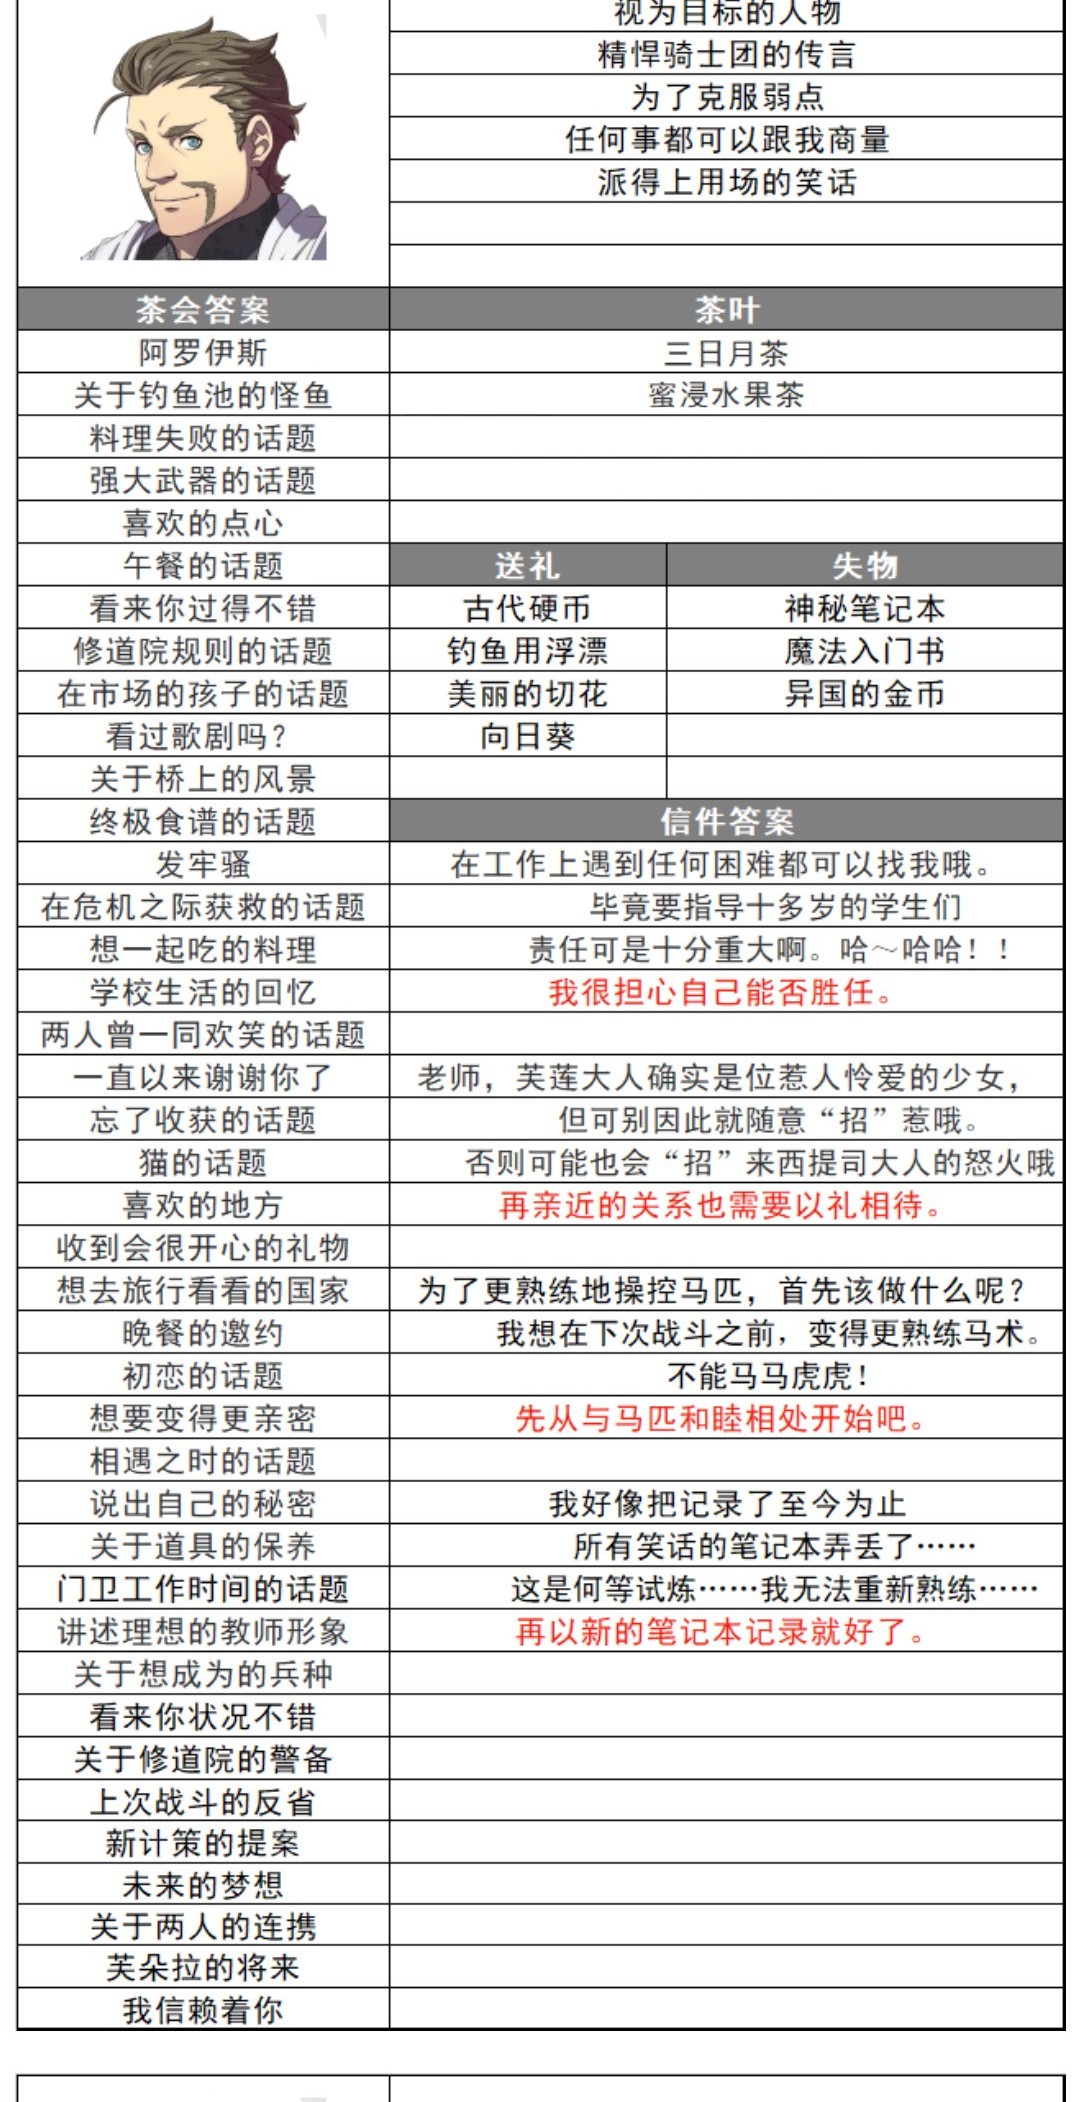 视为目标的人物
精悍骑士团的传言
为了克服弱点
任何事都可以跟我商量
派得上用场的笑话
茶会答案 茶叶
阿罗伊斯 三日月茶
关于钓鱼池的怪鱼 蜜浸水果茶
料理失败的话题
强大武器的话题
喜欢的点心
午餐的话题 送礼 失物
看来你过得不错 古代硬币 神秘笔记本
修道院规则的话题 钓鱼用浮漂 魔法入门书
在市场的孩子的话题 美丽的切花 异国的金币
看过歌剧吗? 向日葵
关于桥上的风景
终极食谱的话题 信件答案
发牢骚 在工作上遇到任何困难都可以找我哦。
在危机之际获救的话题 毕竟要指导十多岁的学生们
想一起吃的料理 责任可是十分重大啊。哈～哈哈！！
学校生活的回忆 我很担心自己能否胜任。
两人曾一同欢笑的话题
一直以来谢谢你了 老师，芙莲大人确实是位惹人怜爱的少女，
忘了收获的话题 但可别因此就随意“招”惹哦。
猫的话题 否则可能也会“招”来西提司大人的怒火哦
喜欢的地方 再亲近的关系也需要以礼相待。
收到会很开心的礼物
想去旅行看看的国家 为了更熟练地操控马匹，首先该做什么呢？
晚餐的邀约 我想在下次战斗之前，变得更熟练马术。
初恋的话题 不能马马虎虎！
想要变得更亲密 先从与马匹和睦相处开始吧。
相遇之时的话题
说出自己的秘密 我好像把记录了至今为止
关于道具的保养 所有笑话的笔记本弄丢了……
门卫工作时间的话题 这是何等试炼……我无法重新熟练……
讲述理想的教师形象 再以新的笔记本记录就好了。
关于想成为的兵种
看来你状况不错
关于修道院的警备
上次战斗的反省
新计策的提案
未来的梦想
关于两人的连携
芙朵拉的将来
我信赖着你